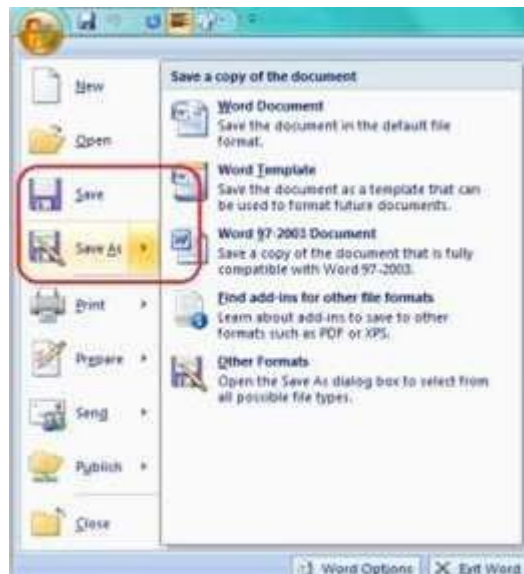 New
Open
Save
Save As
Print
Prepare
Send
Publish
Close
Save a copy of the document
Word Document
Save the document in the default file
format.
Word Template
Save the document as a template that can
be used to format future documents.
Word 97-2003 Document
Save a copy of the document that is fully
compatible with Word 97-2003.
Find add-ins for other file formats
Learn about add-ins to save to other
formats such as PDF or XPS.
Other Formats
Open the Save As dialog box to select from
all possible file types.
Word Options
Exit Word